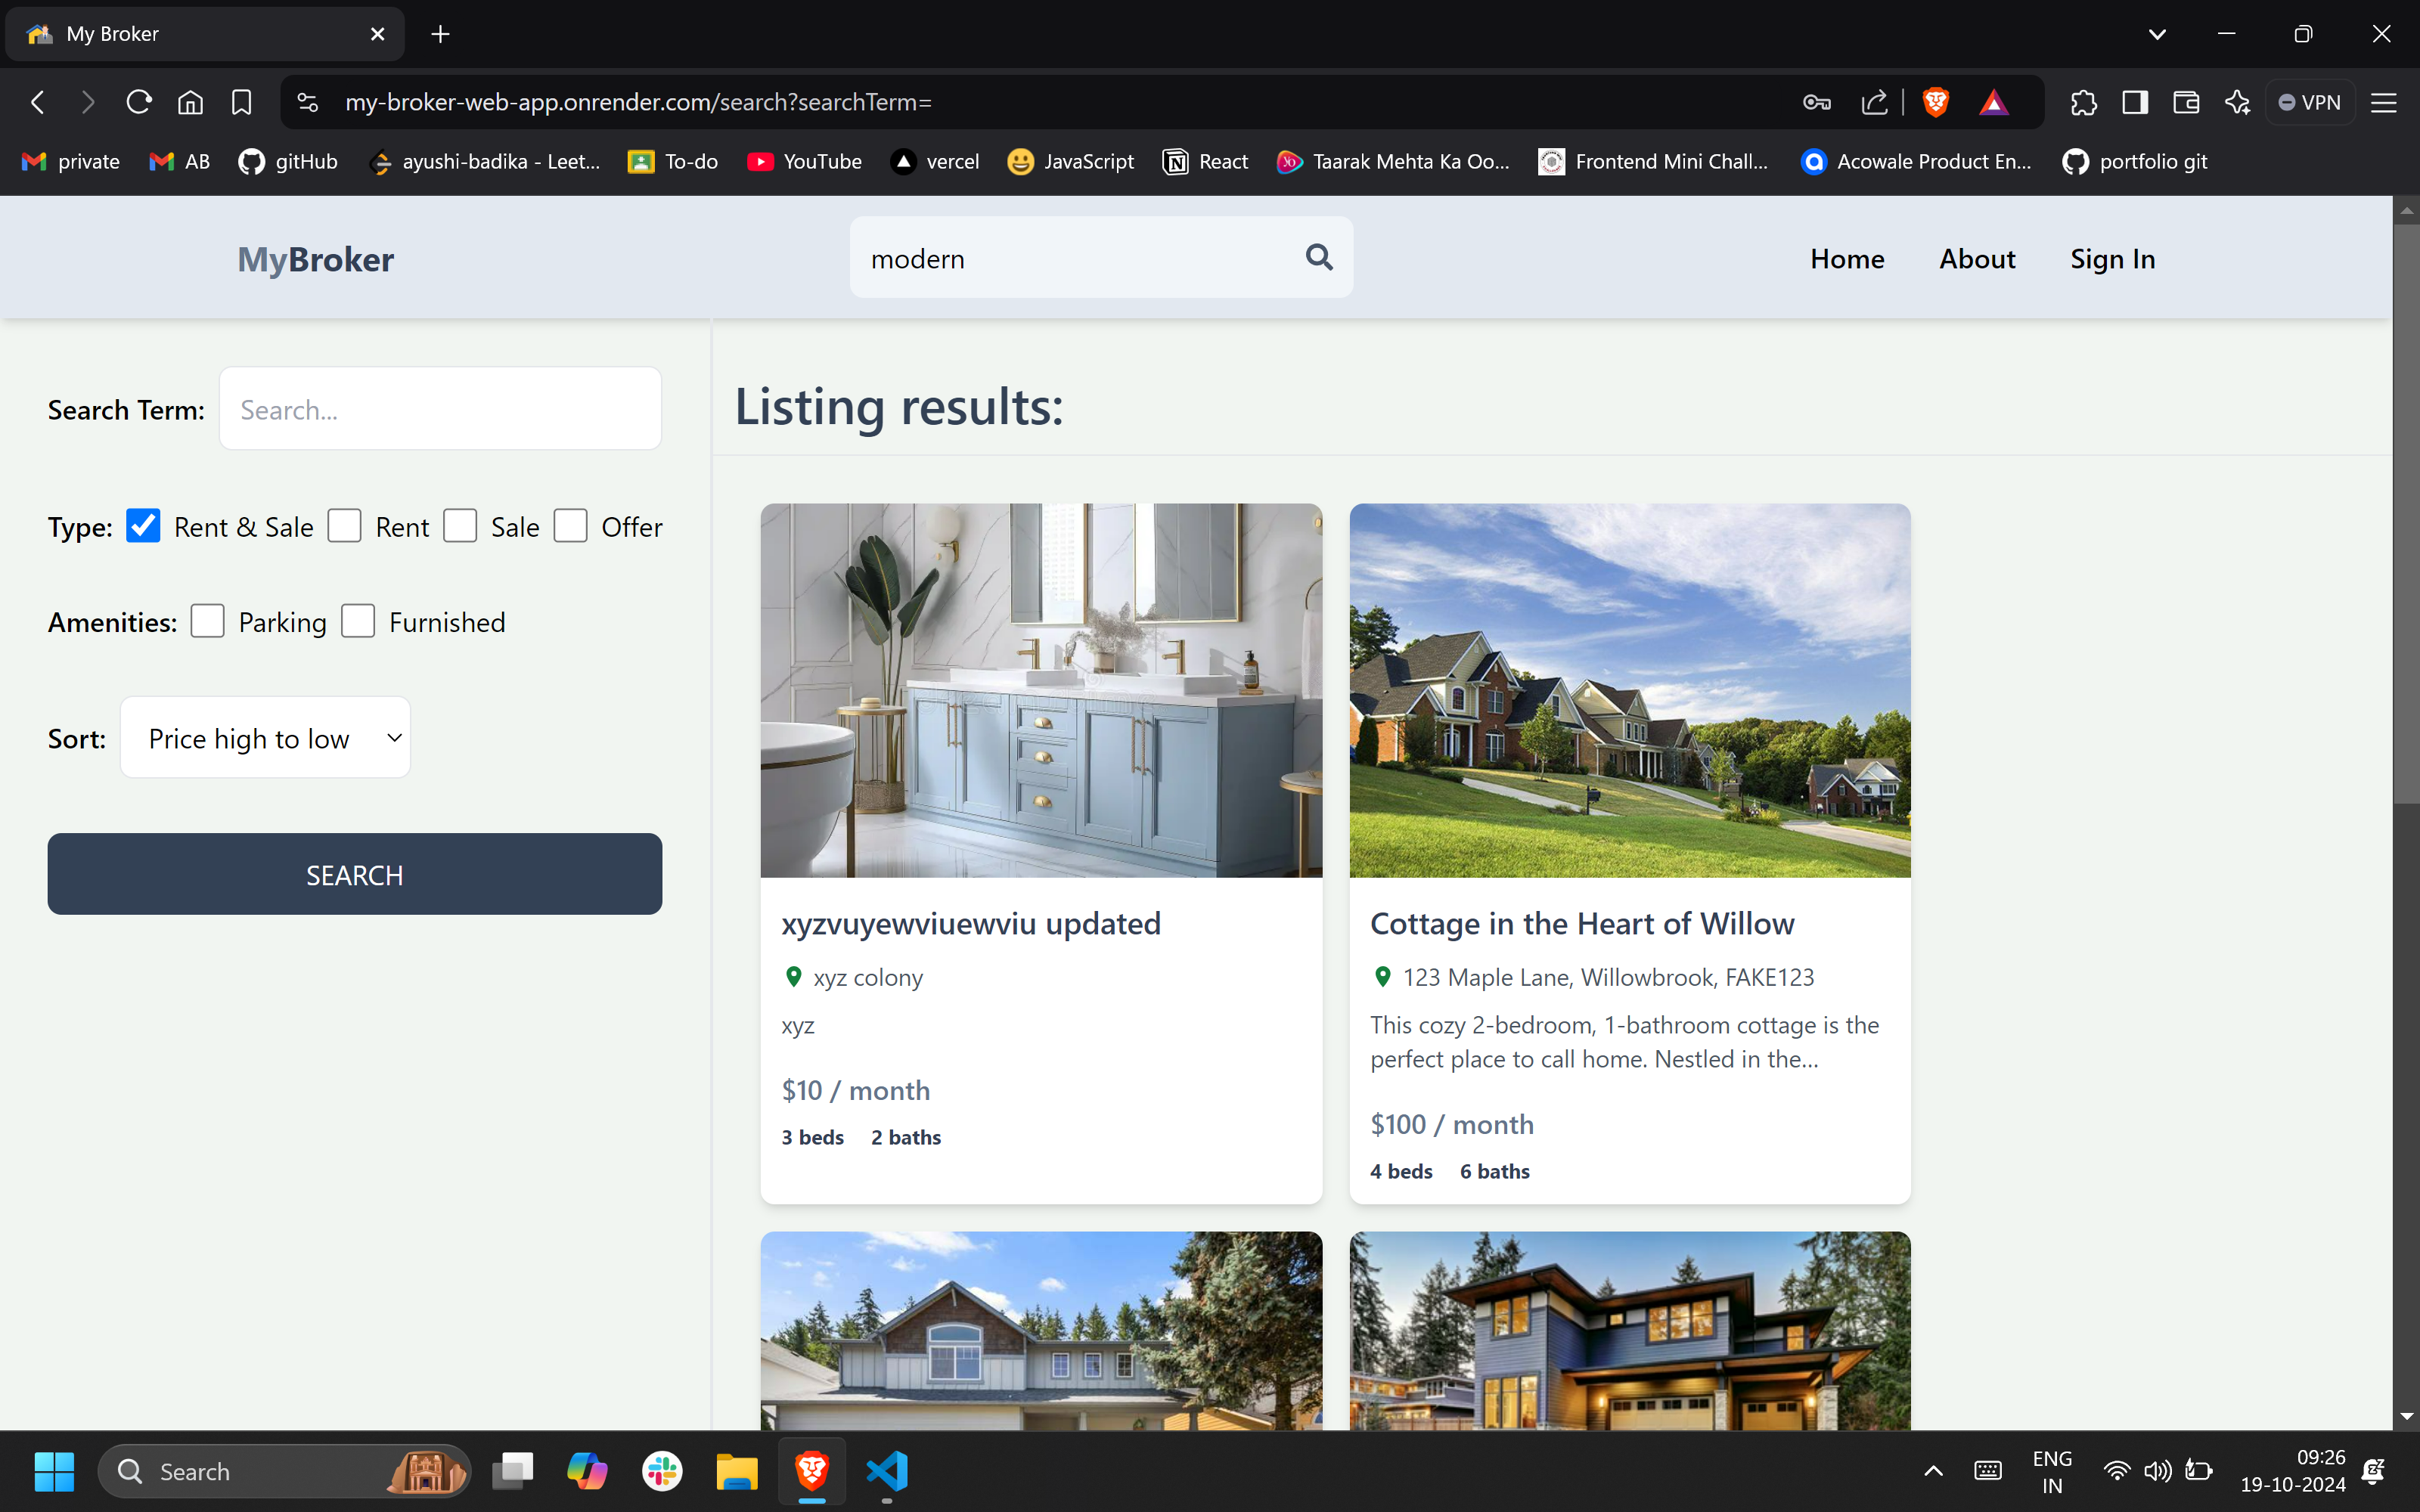 My Broker
my-broker-web-app.onrender.com/search?searchTerm=
VPN
private
AB
gitHub
ayushi-badika - Leet...
To-do
YouTube
vercel
JavaScript
React
Taarak Mehta Ka Oo...
Frontend Mini Chall...
Acowale Product En...
portfolio git
MyBroker
modern
Home
About
Sign In
Search Term:
Search...
Type:
Rent & Sale
Rent
Sale
Offer
Amenities:
Parking
Furnished
Sort:
Price high to low
SEARCH
Listing results:
xyzvuyewviuewviu updated
xyz colony
xyz
$10 / month
3 beds 2 baths
Cottage in the Heart of Willow
123 Maple Lane, Willowbrook, FAKE123
This cozy 2-bedroom, 1-bathroom cottage is the
perfect place to call home. Nestled in the...
$100 / month
4 beds 6 baths
Search
ENG
IN
09:26
19-10-2024